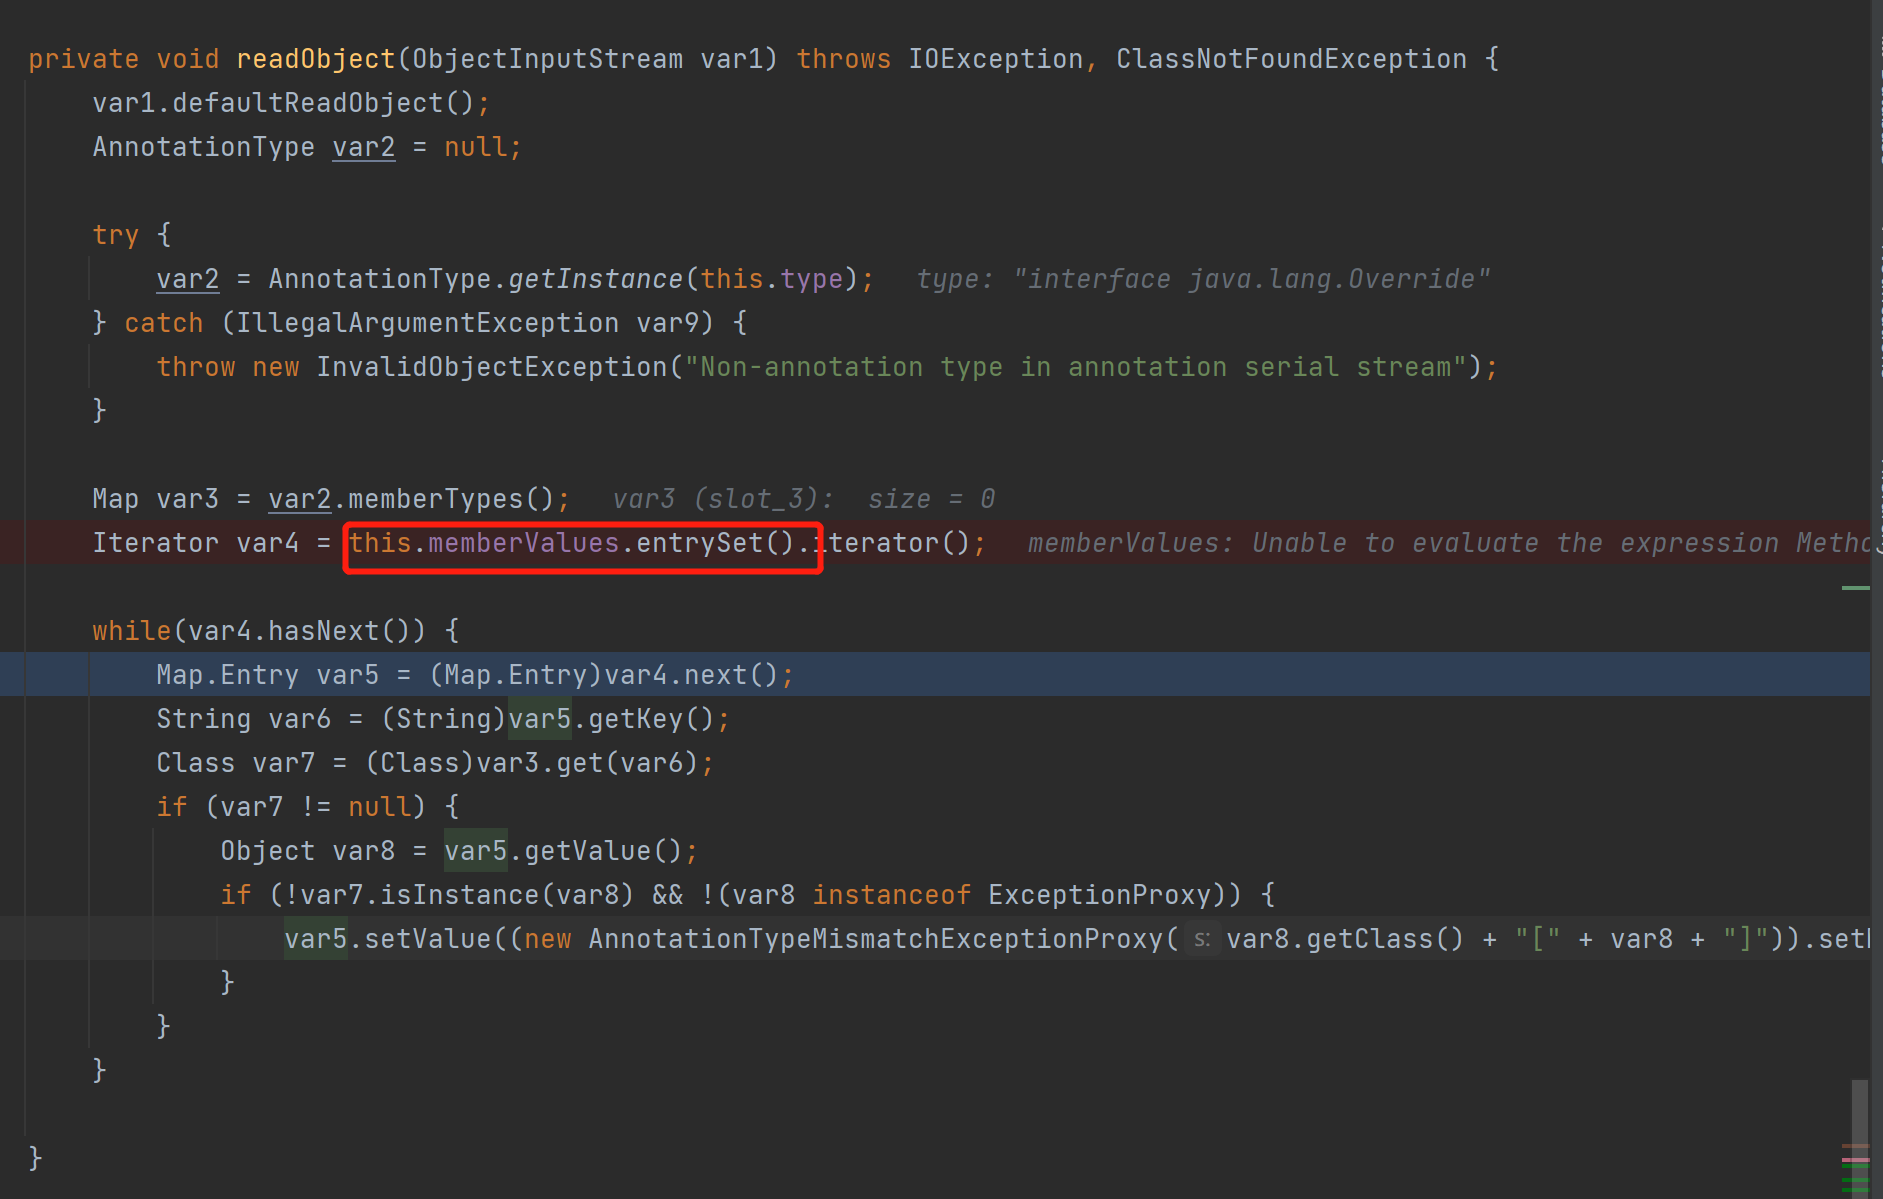 private void readObject(ObjectInputStream var1) throws IOException, ClassNotFoundException {
    var1.defaultReadObject();
    AnnotationType var2 = null;

    try {
        var2 = AnnotationType.getInstance(this.type);   type: "interface java.lang.Override"
    } catch (IllegalArgumentException var9) {
        throw new InvalidObjectException("Non-annotation type in annotation serial stream");
    }

    Map var3 = var2.memberTypes();   var3 (slot_3):  size = 0
    Iterator var4 = this.memberValues.entrySet().iterator();   memberValues: Unable to evaluate the expression Metho

    while(var4.hasNext()) {
        Map.Entry var5 = (Map.Entry)var4.next();
        String var6 = (String)var5.getKey();
        Class var7 = (Class)var3.get(var6);
        if (var7 != null) {
            Object var8 = var5.getValue();
            if (!var7.isInstance(var8) && !(var8 instanceof ExceptionProxy)) {
                var5.setValue((new AnnotationTypeMismatchExceptionProxy( s: var8.getClass() + "[" + var8 + "]")).set
            }
        }
    }

}